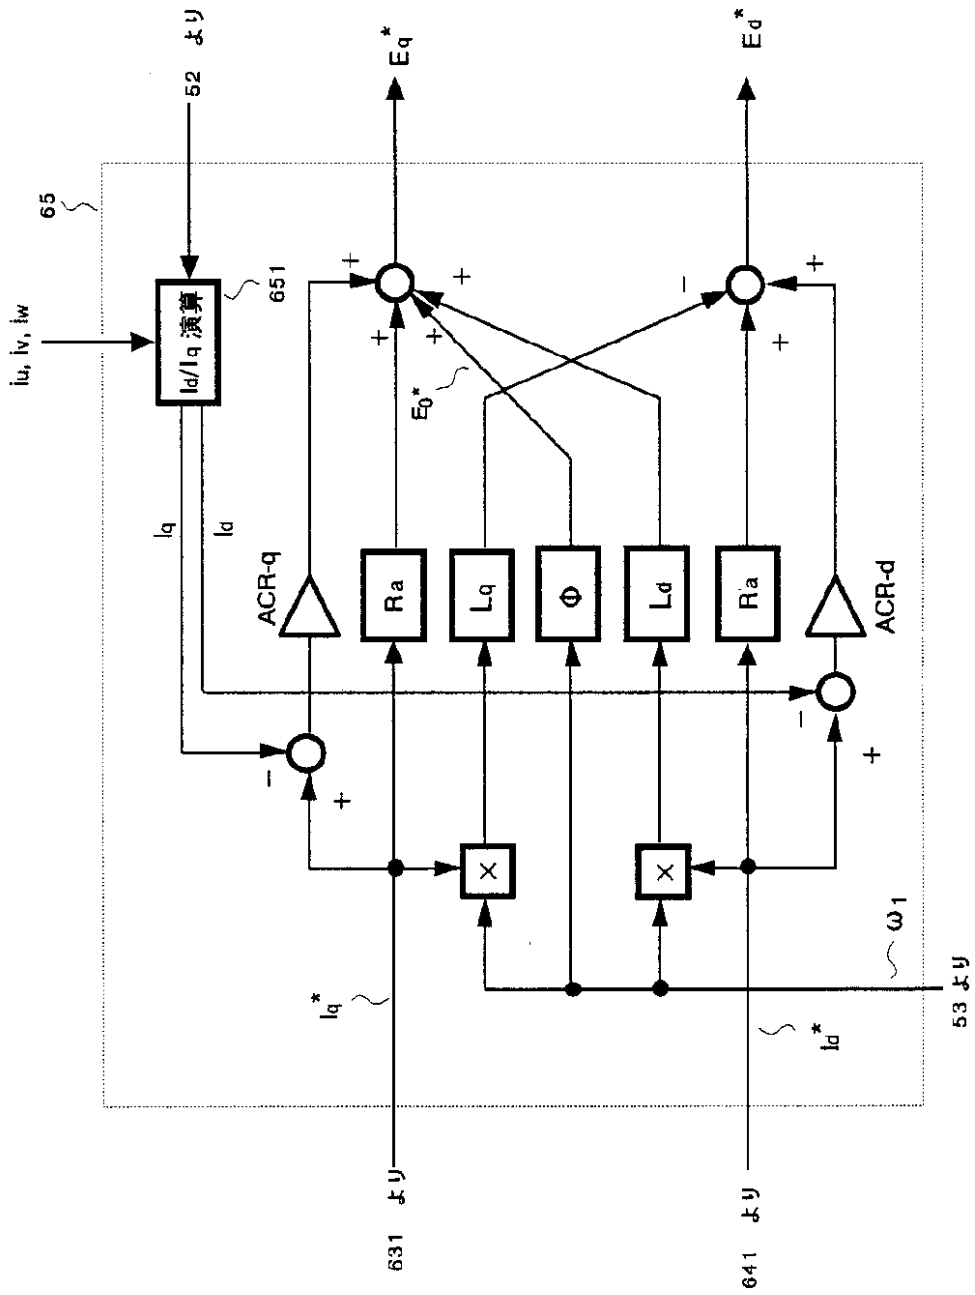 iu, iv, iw
52 より
65
651
Id/Iq 演算
Iq
Id
Eq*
Ed*
+
+
+
+
-
+
+
E0*
ACR-q
Ra
Lq
Φ
Ld
Ra
ACR-d
-
+
-
+
×
×
Iq*
Id*
ω1
631 より
641 より
53 より